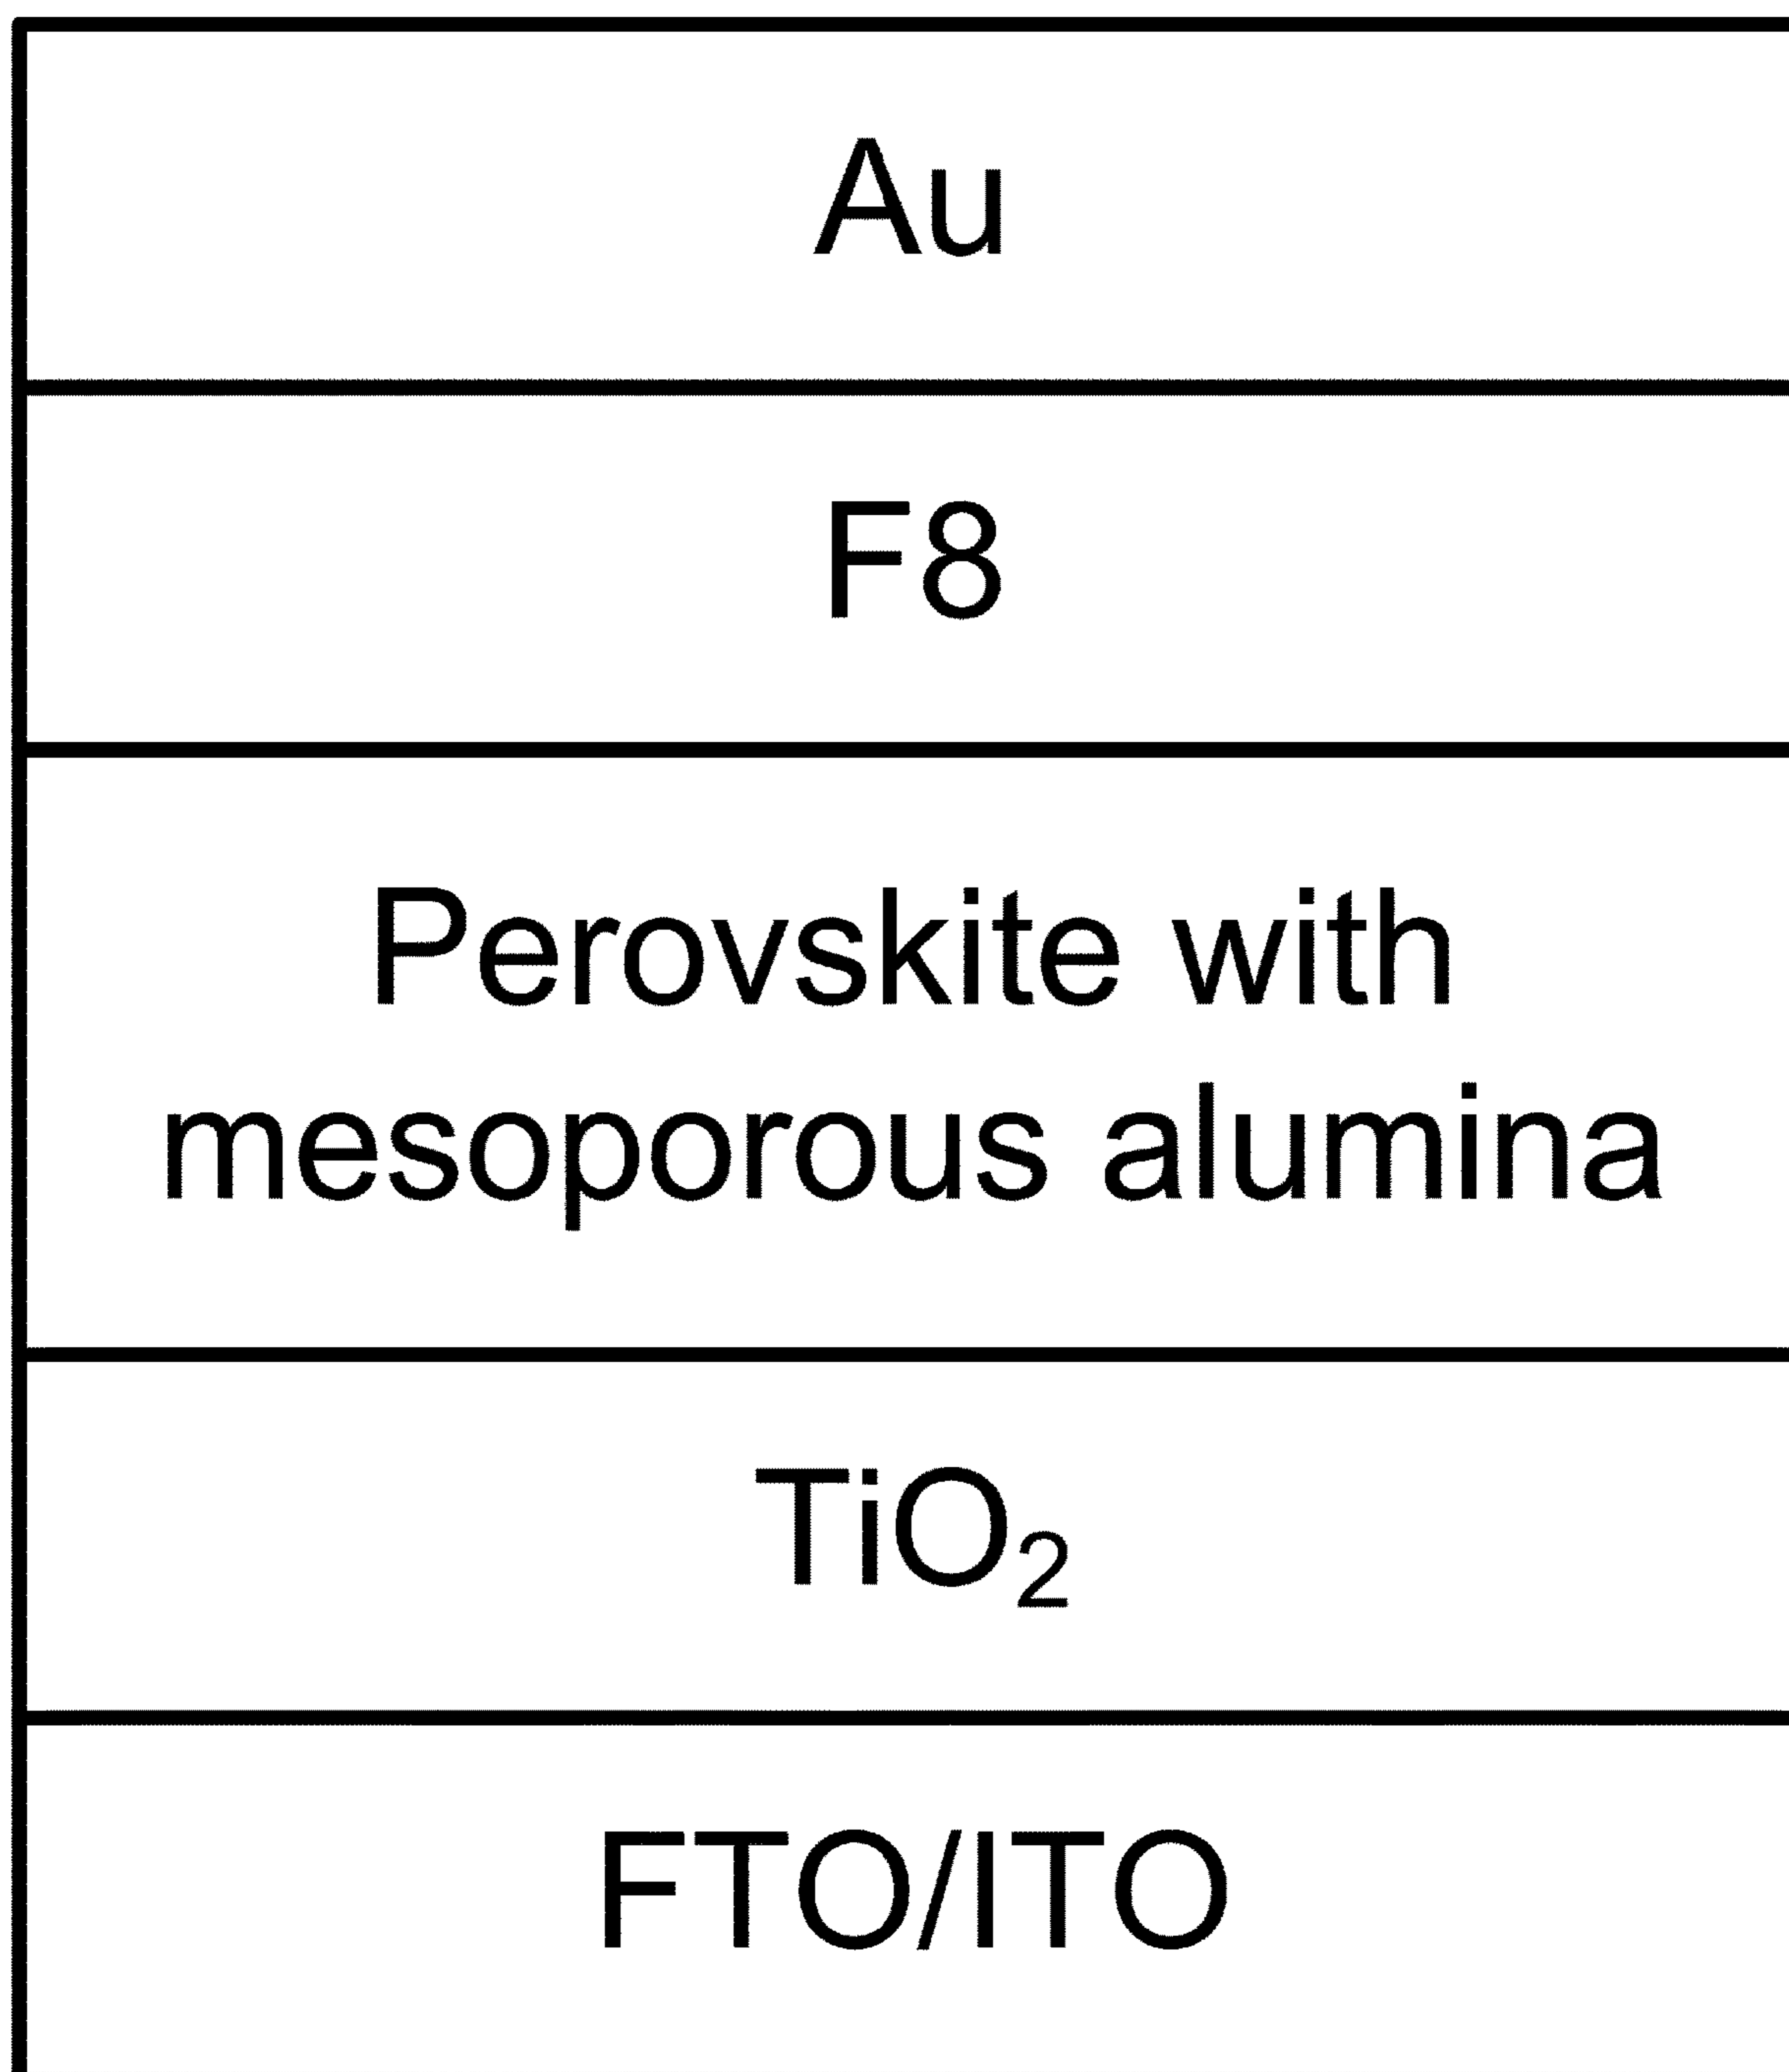 Au
F8
Perovskite with
mesoporous alumina
TiO₂
FTO/ITO